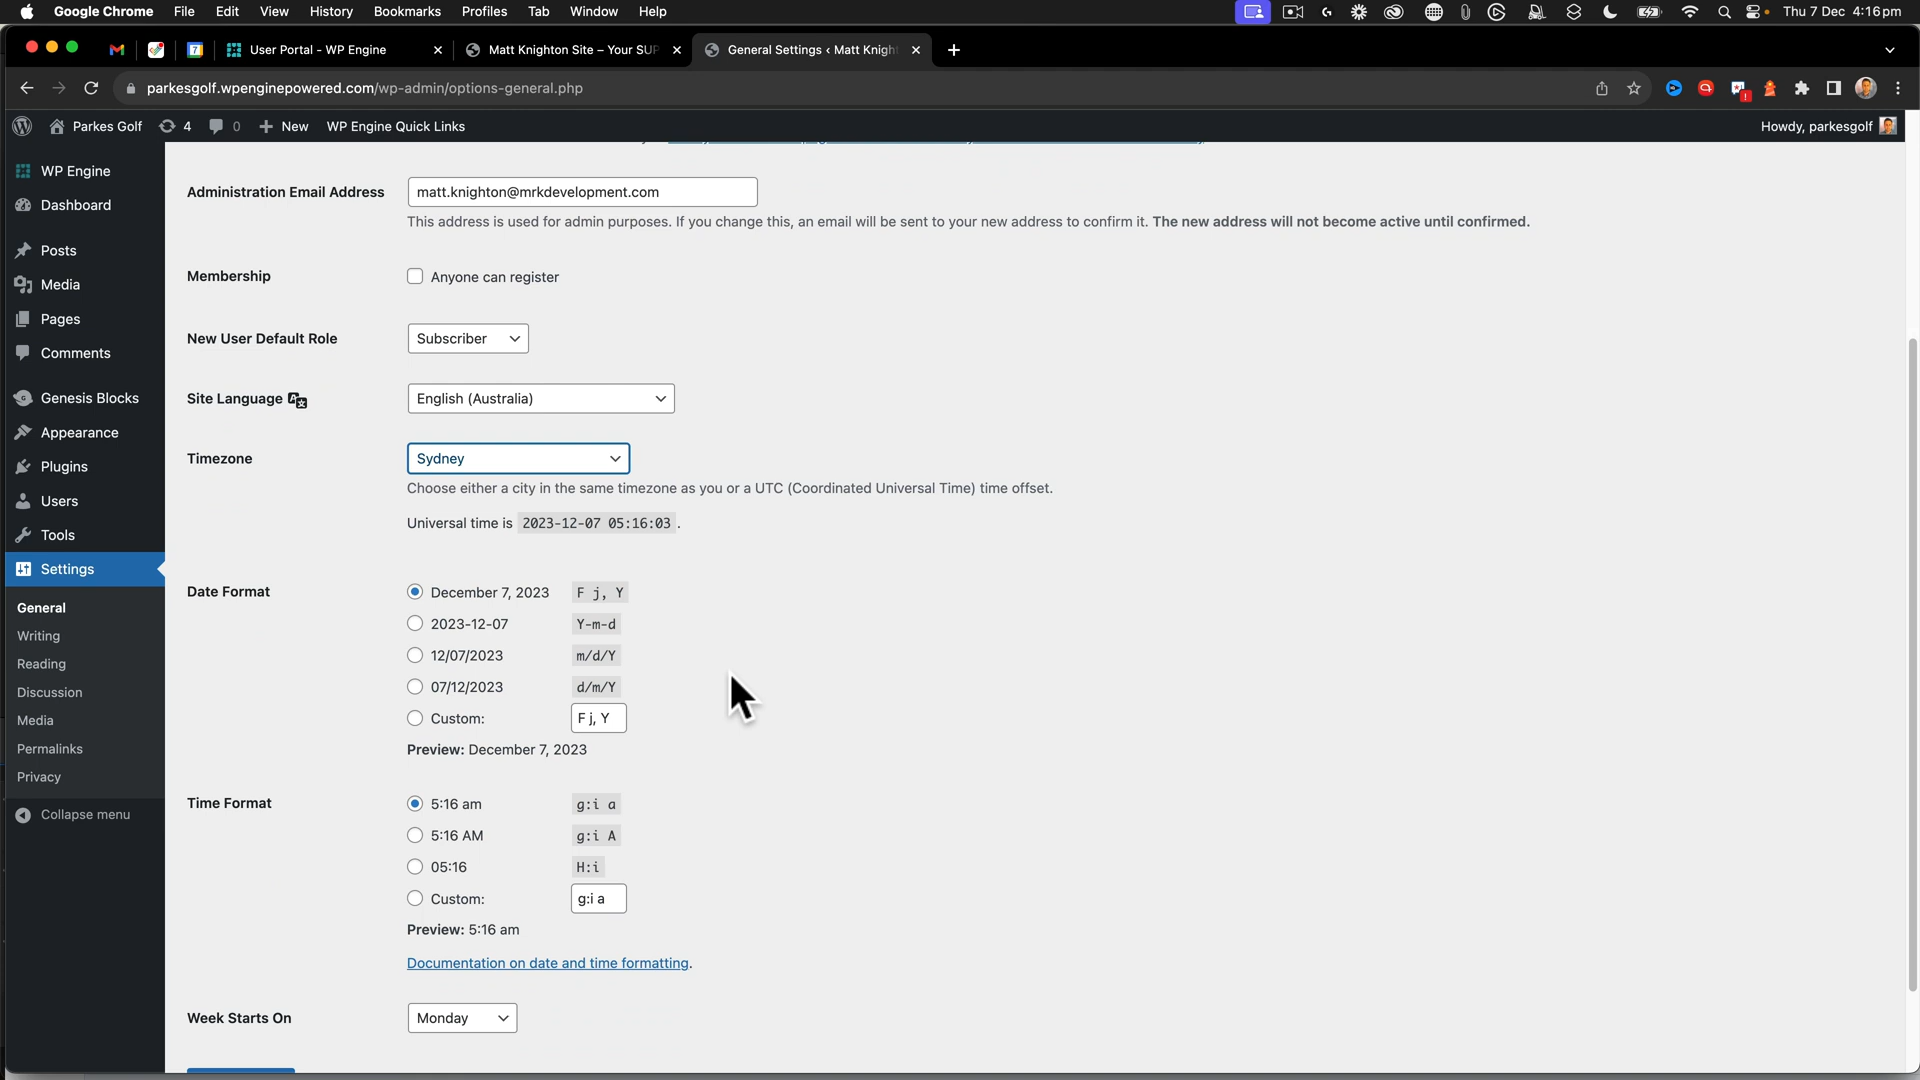 Google Chrome File Edit View History Bookmarks Profiles Tab Window Help Thu 7 Dec 4:16 pm
7 User Portal - WP Engine Matt Knighton Site – Your SUP General Settings ‹ Matt Knigh
parkesgolf.wpenginepowered.com/wp-admin/options-general.php
Parkes Golf 4 0 New WP Engine Quick Links Howdy, parkesgolf
WP Engine
Dashboard
Posts
Media
Pages
Comments
Genesis Blocks
Appearance
Plugins
Users
Tools
Settings
General
Writing
Reading
Discussion
Media
Permalinks
Privacy
Collapse menu
Administration Email Address matt.knighton@mrkdevelopment.com
This address is used for admin purposes. If you change this, an email will be sent to your new address to confirm it. The new address will not become active until confirmed.
Membership Anyone can register
New User Default Role Subscriber
Site Language English (Australia)
Timezone Sydney
Choose either a city in the same timezone as you or a UTC (Coordinated Universal Time) time offset.
Universal time is 2023-12-07 05:16:03 .
Date Format December 7, 2023 F j, Y
2023-12-07 Y-m-d
12/07/2023 m/d/Y
07/12/2023 d/m/Y
Custom: F j, Y
Preview: December 7, 2023
Time Format 5:16 am g:i a
5:16 AM g:i A
05:16 H:i
Custom: g:i a
Preview: 5:16 am
Documentation on date and time formatting.
Week Starts On Monday